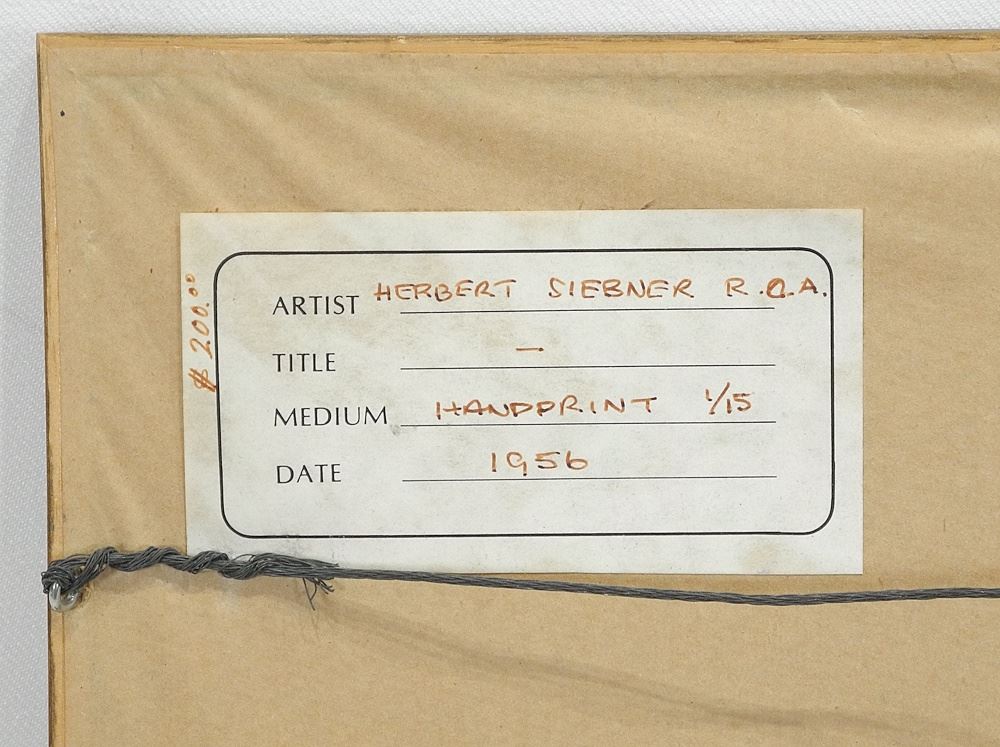 ARTIST HERBERT SIEBNER R.C.A.
TITLE —
MEDIUM HANDPRINT 1/15
DATE 1956
$200.00